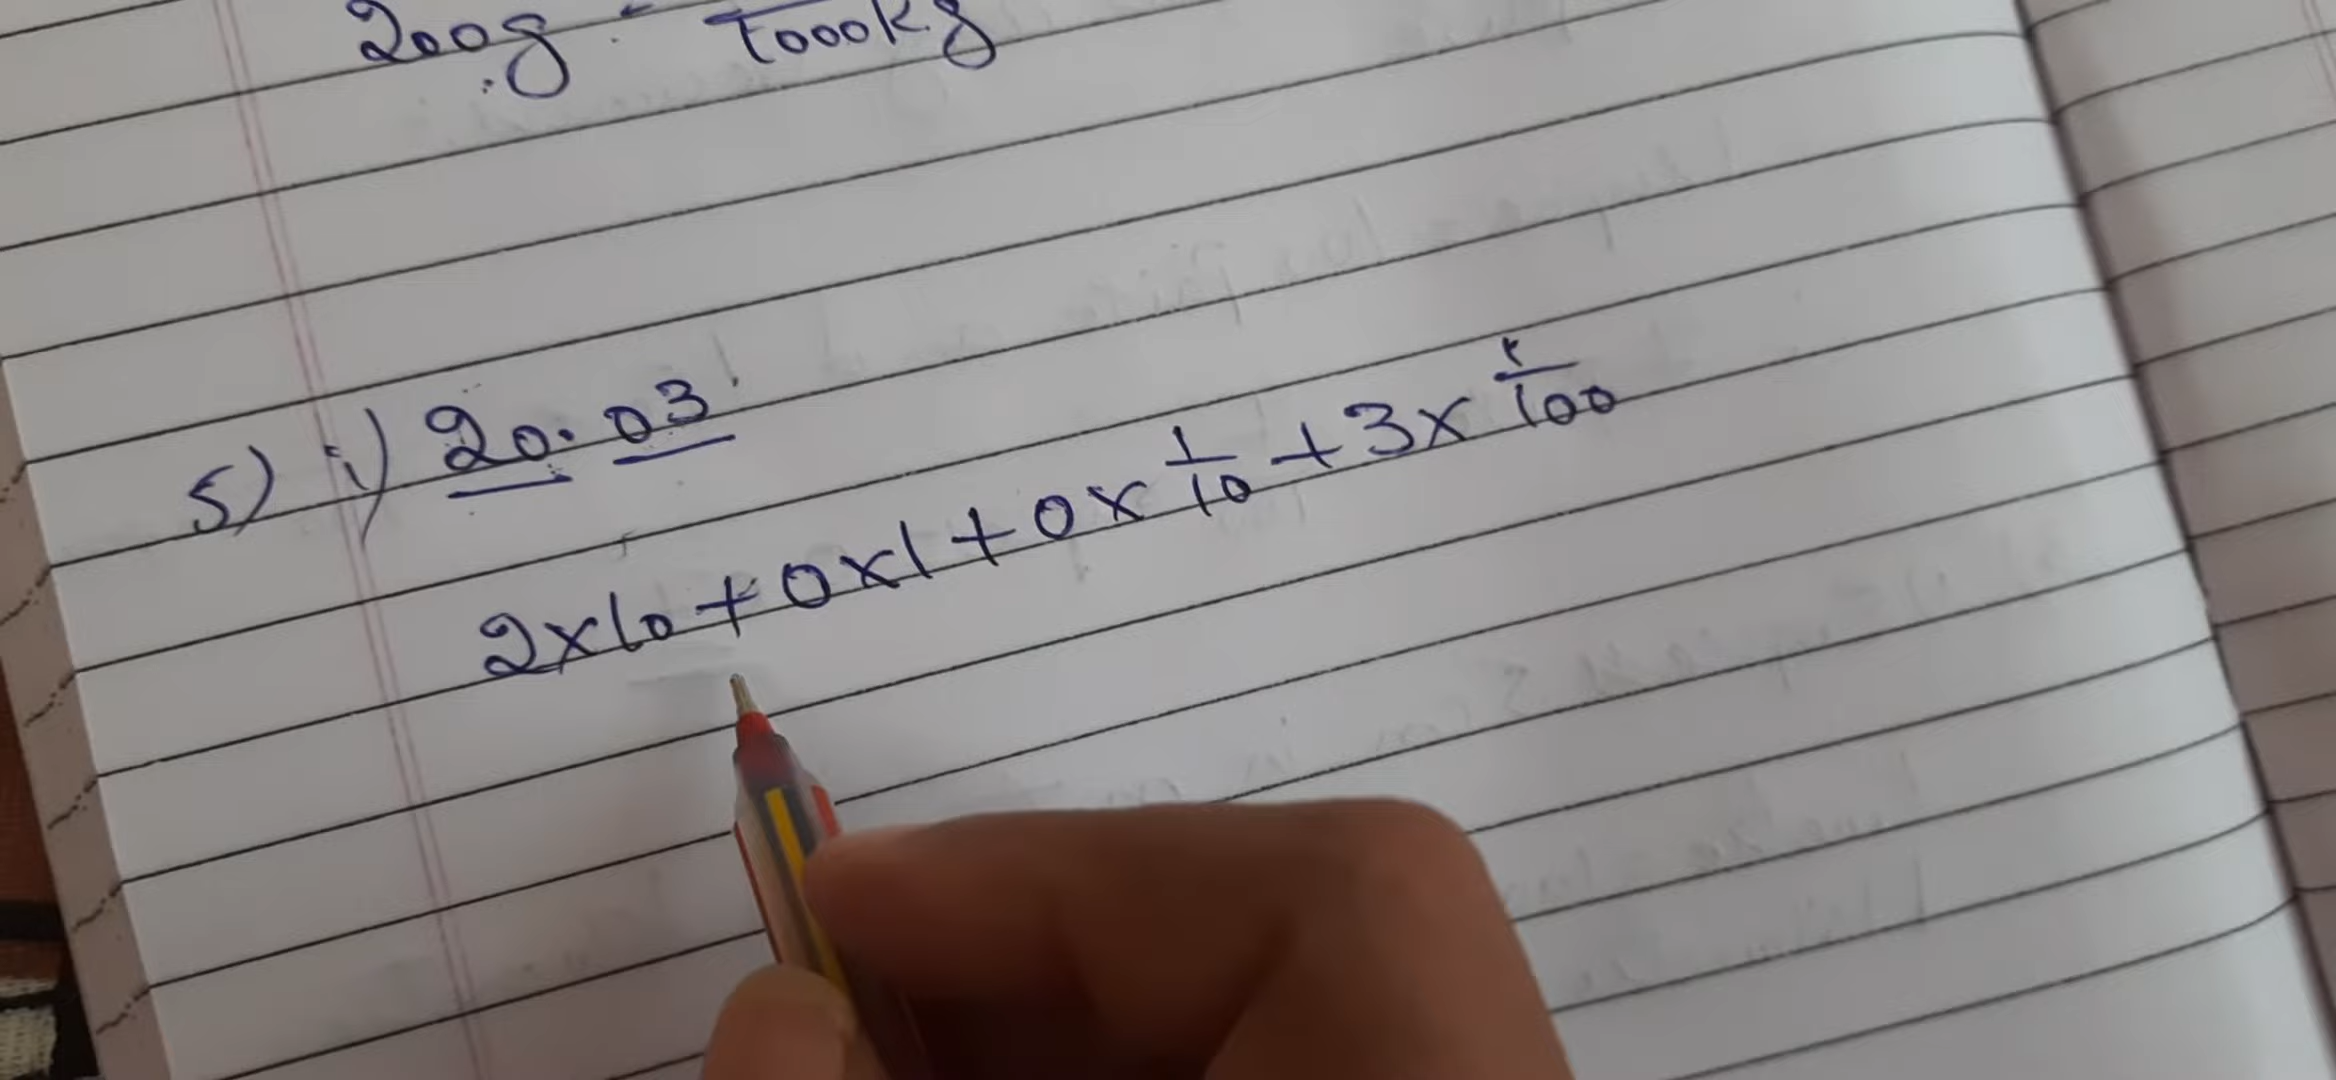 200g = 1000kg
5) i) 20.03
2×10 + 0×1 + 0× 1/10 + 3× 1/100